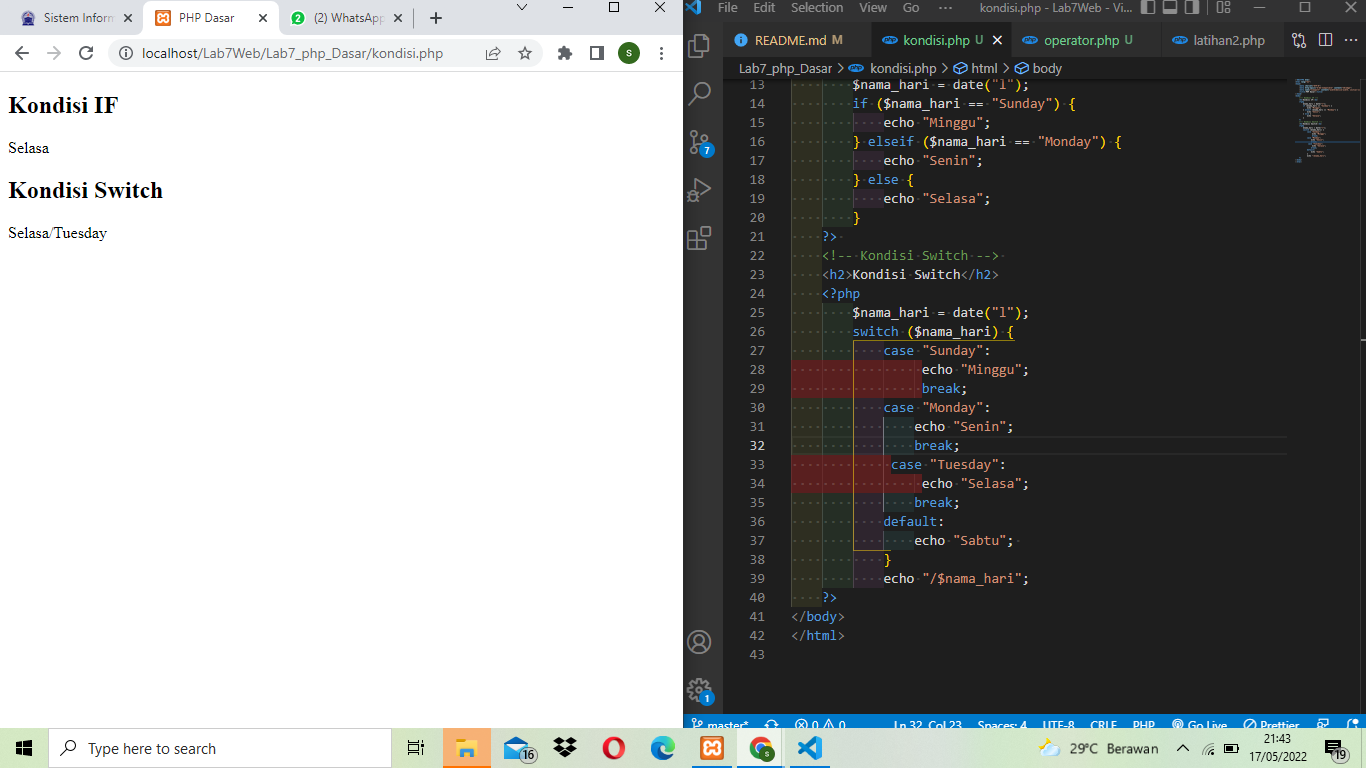 Sistem Inform
PHP Dasar
(2) WhatsApp
localhost/Lab7Web/Lab7_php_Dasar/kondisi.php
s
Kondisi IF
Selasa
Kondisi Switch
Selasa/Tuesday
File Edit Selection View Go ··· kondisi.php - Lab7Web - Vi...
README.md M
kondisi.php U
operator.php U
latihan2.php
Lab7_php_Dasar > kondisi.php > html > body
13 $nama_hari = date("l");
14 if ($nama_hari == "Sunday") {
15 echo "Minggu";
16 } elseif ($nama_hari == "Monday") {
17 echo "Senin";
18 } else {
19 echo "Selasa";
20 }
21 ?>
22 <!-- Kondisi Switch -->
23 <h2>Kondisi Switch</h2>
24 <?php
25 $nama_hari = date("l");
26 switch ($nama_hari) {
27 case "Sunday":
28 echo "Minggu";
29 break;
30 case "Monday":
31 echo "Senin";
32 break;
33 case "Tuesday":
34 echo "Selasa";
35 break;
36 default:
37 echo "Sabtu";
38 }
39 echo "/$nama_hari";
40 ?>
41 </body>
42 </html>
43
7
1
master* 0 0 Ln 32, Col 23 Spaces: 4 UTF-8 CRLF PHP Go Live Prettier
Type here to search
16
s
29°C Berawan
21:43
17/05/2022
19